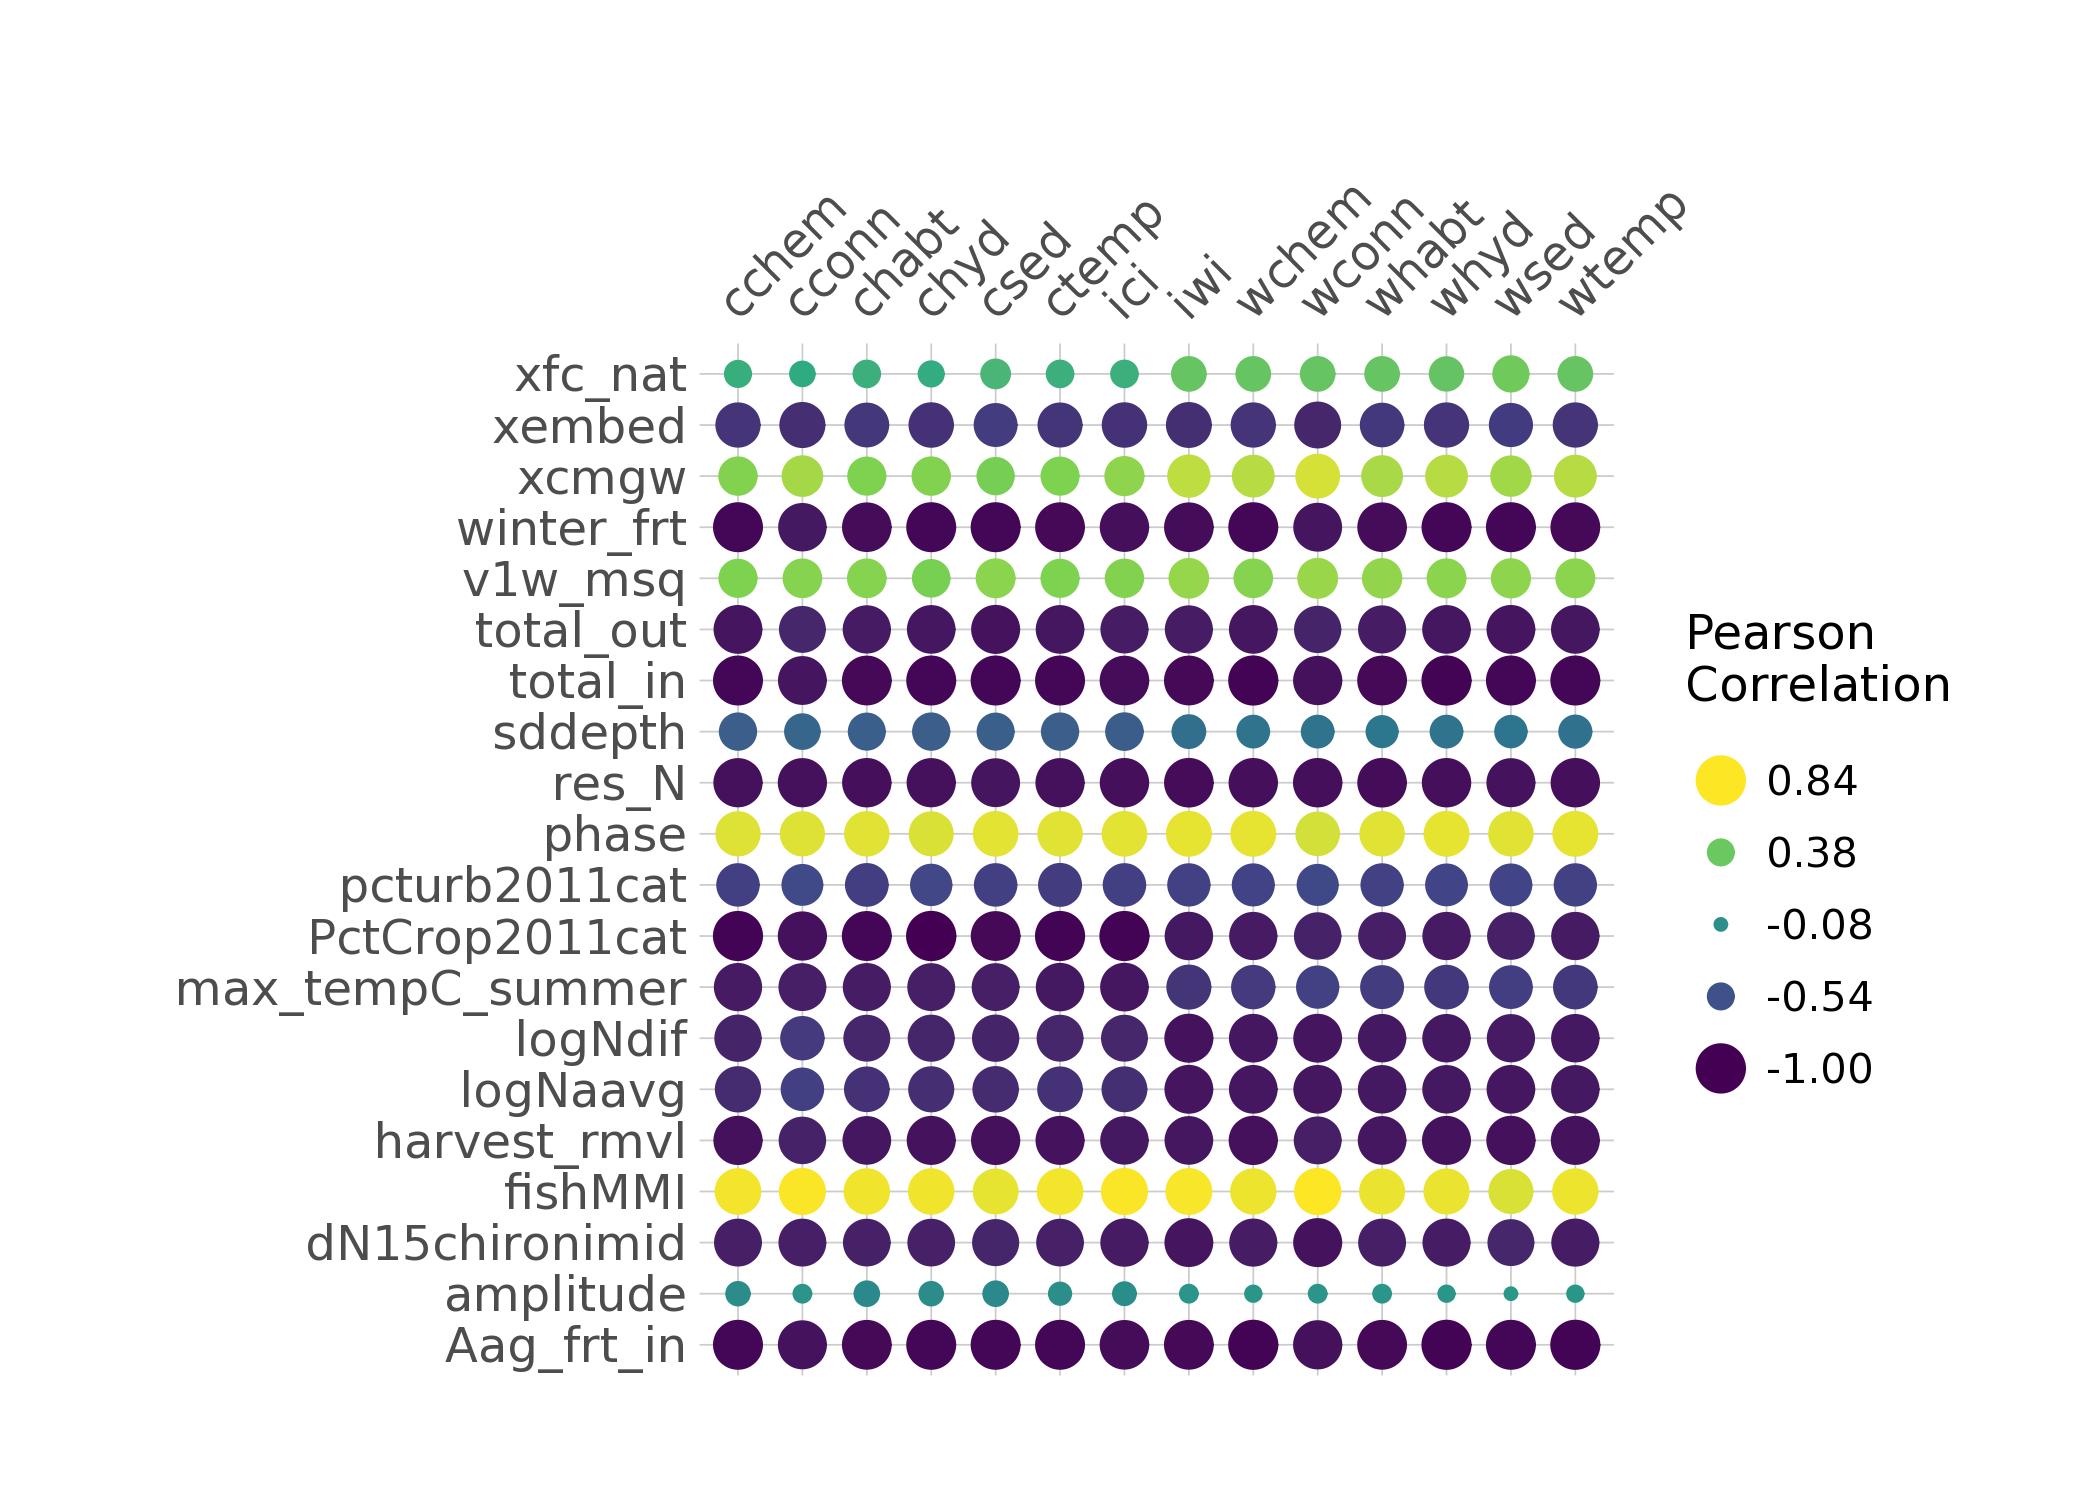 cchem
cconn
chabt
chyd
csed
ctemp
ici
iwi
wchem
wconn
whabt
whyd
wsed
wtemp
xfc_nat
xembed
xcmgw
winter_frt
v1w_msq
total_out
total_in
sddepth
res_N
phase
pcturb2011cat
PctCrop2011cat
max_tempC_summer
logNdif
logNaavg
harvest_rmvl
fishMMI
dN15chironimid
amplitude
Aag_frt_in
Pearson
Correlation
0.84
0.38
-0.08
-0.54
-1.00